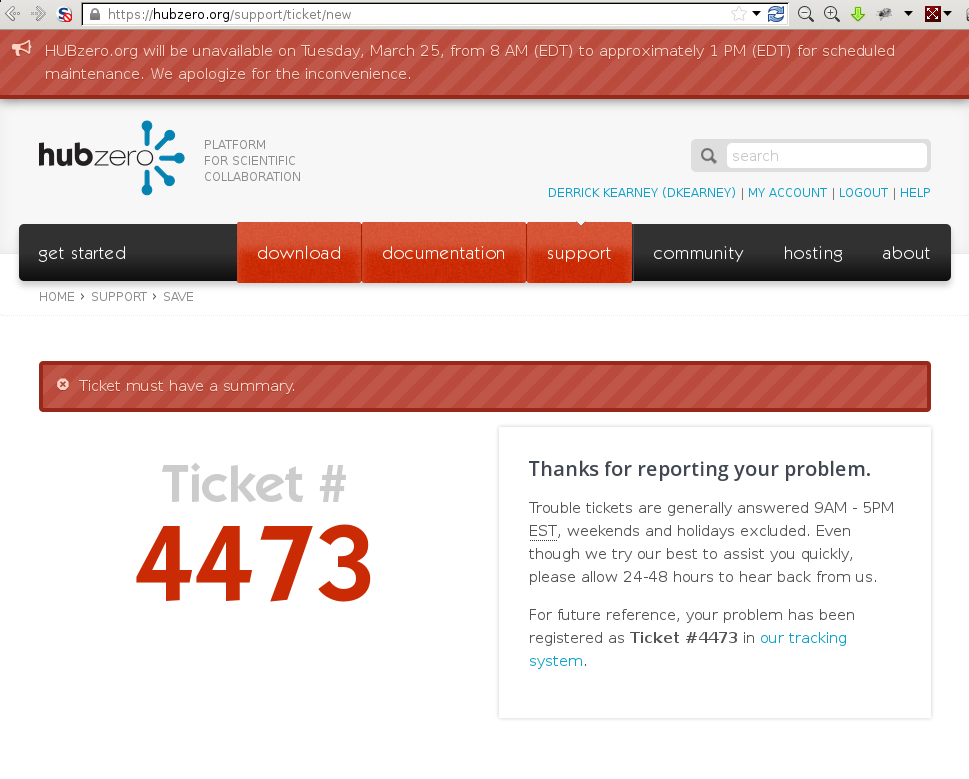 https://hubzero.org/support/ticket/new
HUBzero.org will be unavailable on Tuesday, March 25, from 8 AM (EDT) to approximately 1 PM (EDT) for scheduled
maintenance. We apologize for the inconvenience.
hubzero
PLATFORM
FOR SCIENTIFIC
COLLABORATION
search
DERRICK KEARNEY (DKEARNEY) | MY ACCOUNT | LOGOUT | HELP
get started download documentation support community hosting about
HOME › SUPPORT › SAVE
Ticket must have a summary.
Ticket #
4473
Thanks for reporting your problem.
Trouble tickets are generally answered 9AM - 5PM
EST, weekends and holidays excluded. Even
though we try our best to assist you quickly,
please allow 24-48 hours to hear back from us.
For future reference, your problem has been
registered as Ticket #4473 in our tracking
system.